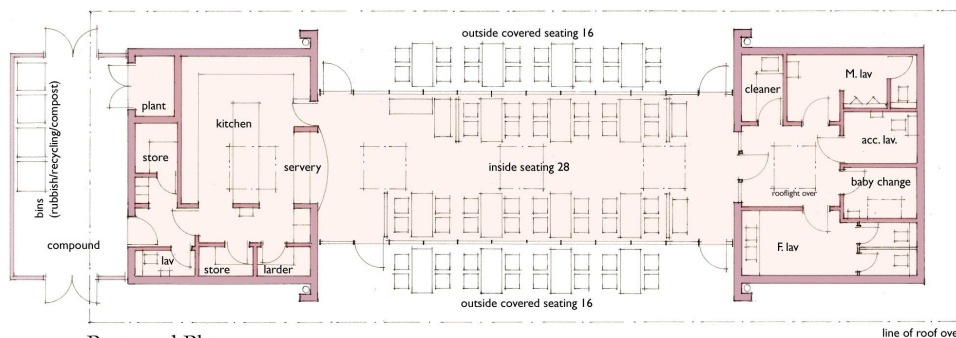 outside covered seating 16
M. lav
cleaner
plant
kitchen
acc. lav.
store
servery
inside seating 28
baby change
rooflight over
bins
(rubbish/recycling/compost)
compound
F. lav
lav
store
larder
outside covered seating 16
line of roof ove